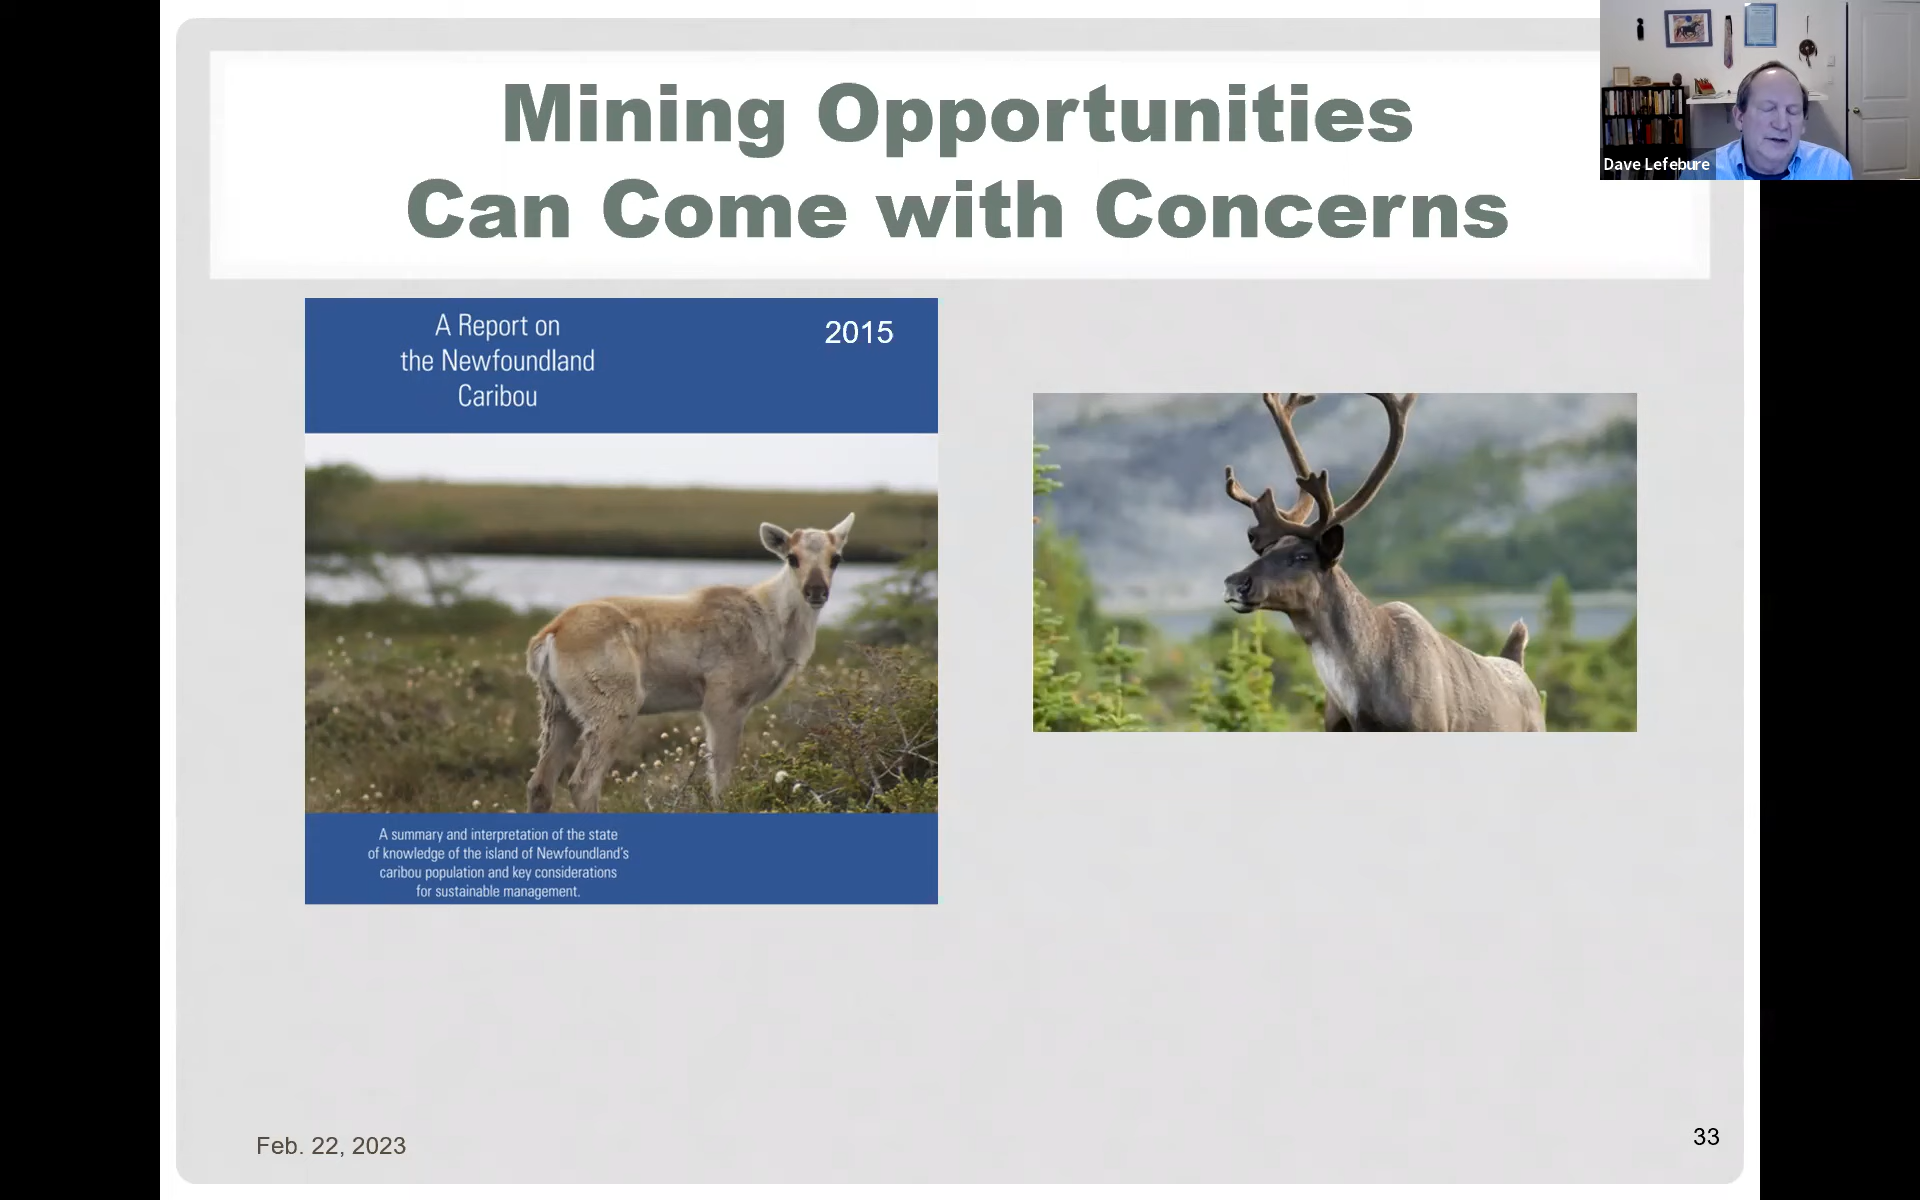 Mining Opportunities
Can Come with Concerns
Dave Lefebure
A Report on
the Newfoundland
Caribou
2015
A summary and interpretation of the state
of knowledge of the island of Newfoundland's
caribou population and key considerations
for sustainable management.
Feb. 22, 2023
33